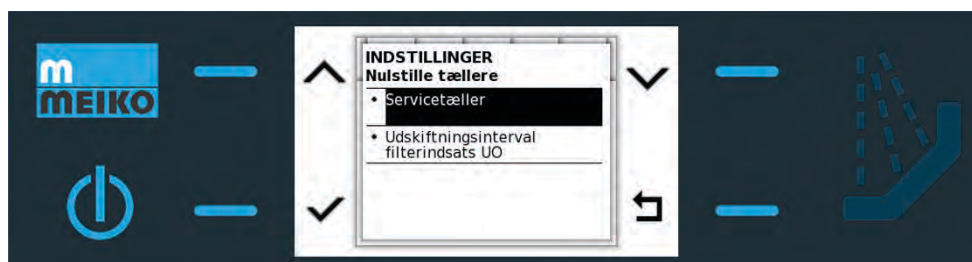 m
MEIKO
INDSTILLINGER
Nulstille tællere
• Servicetæller
• Udskiftningsinterval
filterindsats UO